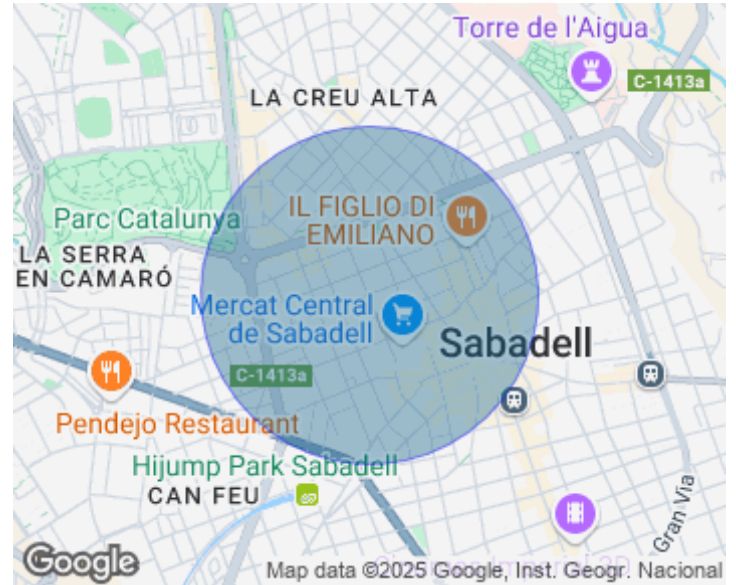 Torre de l'Aigua
C-1413a
LA CREU ALTA
IL FIGLIO DI
EMILIANO
Parc Catalunya
LA SERRA
EN CAMARÓ
Mercat Central
de Sabadell
Sabadell
C-1413a
Pendejo Restaurant
Hijump Park Sabadell
CAN FEU
Gran Via
Google
Map data ©2025 Google, Inst. Geogr. Nacional